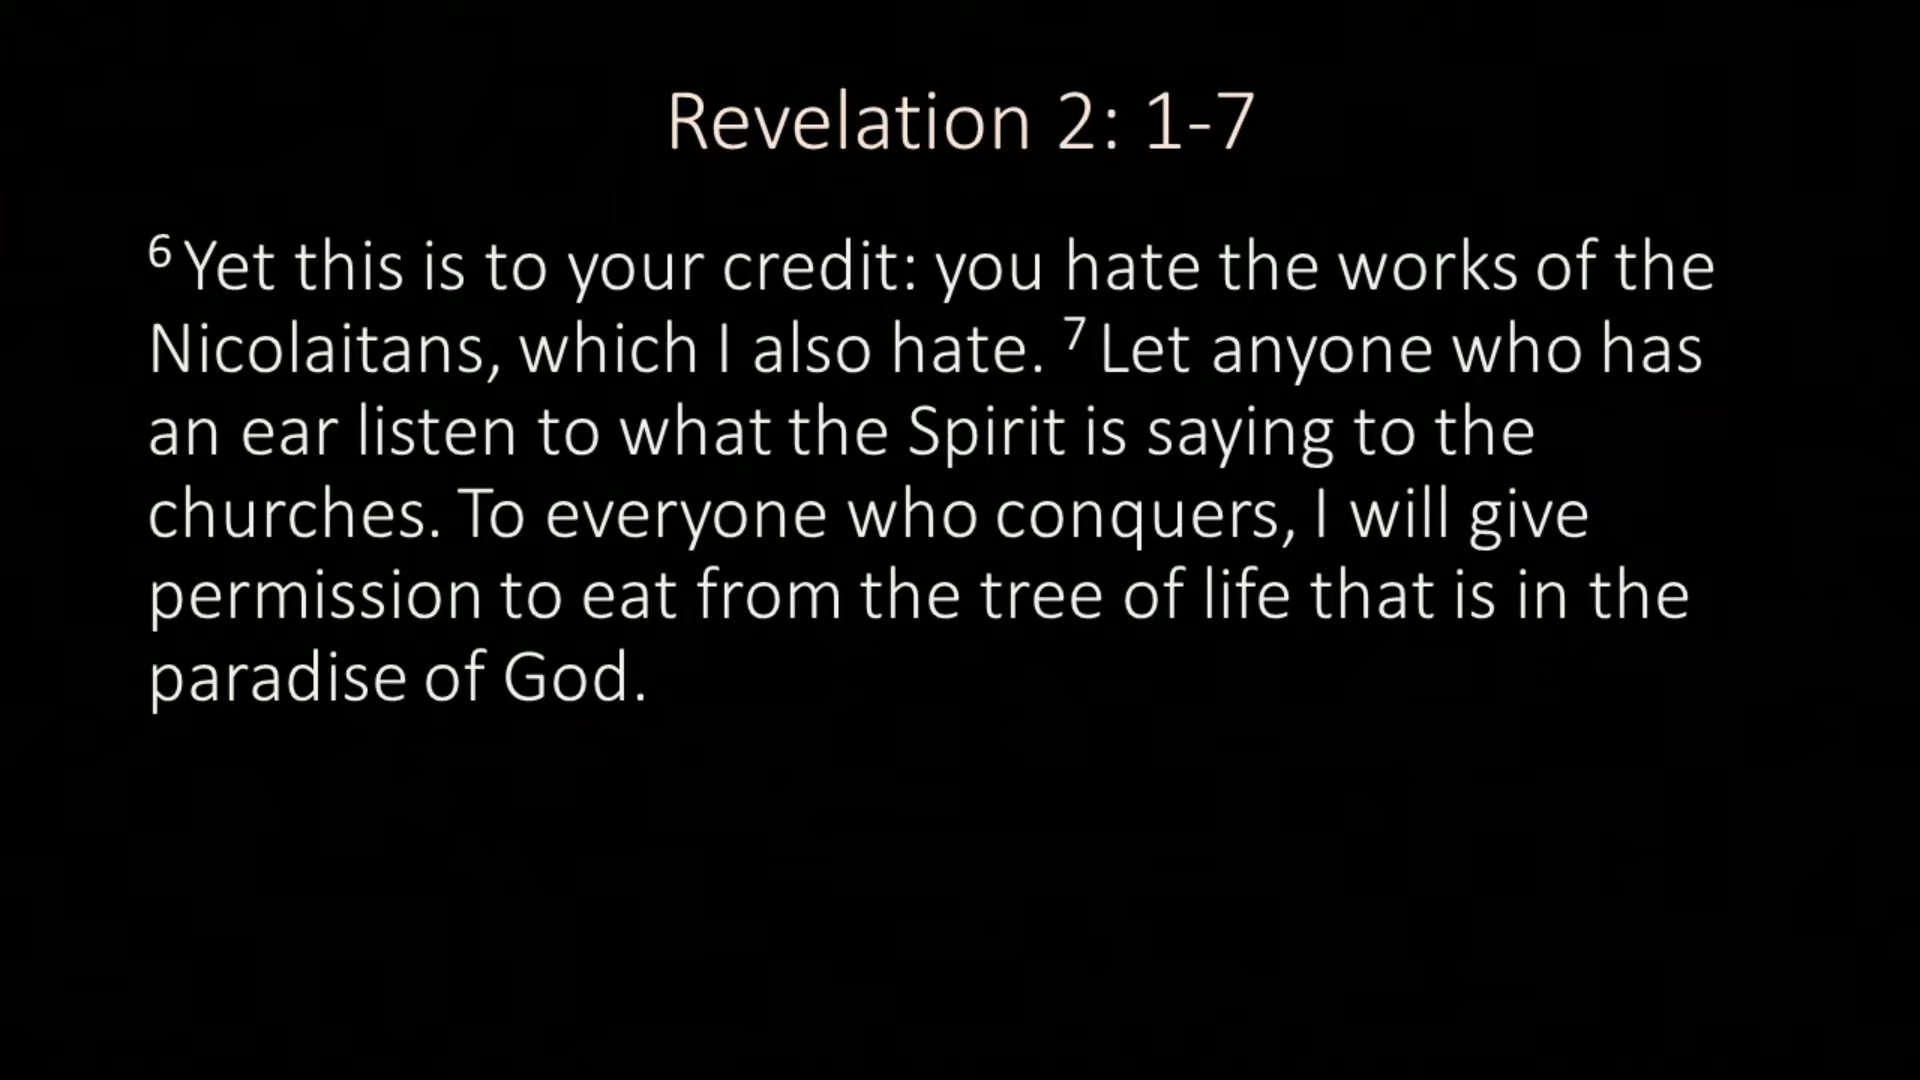 Revelation 2: 1-7
⁶ Yet this is to your credit: you hate the works of the
Nicolaitans, which I also hate. ⁷ Let anyone who has
an ear listen to what the Spirit is saying to the
churches. To everyone who conquers, I will give
permission to eat from the tree of life that is in the
paradise of God.